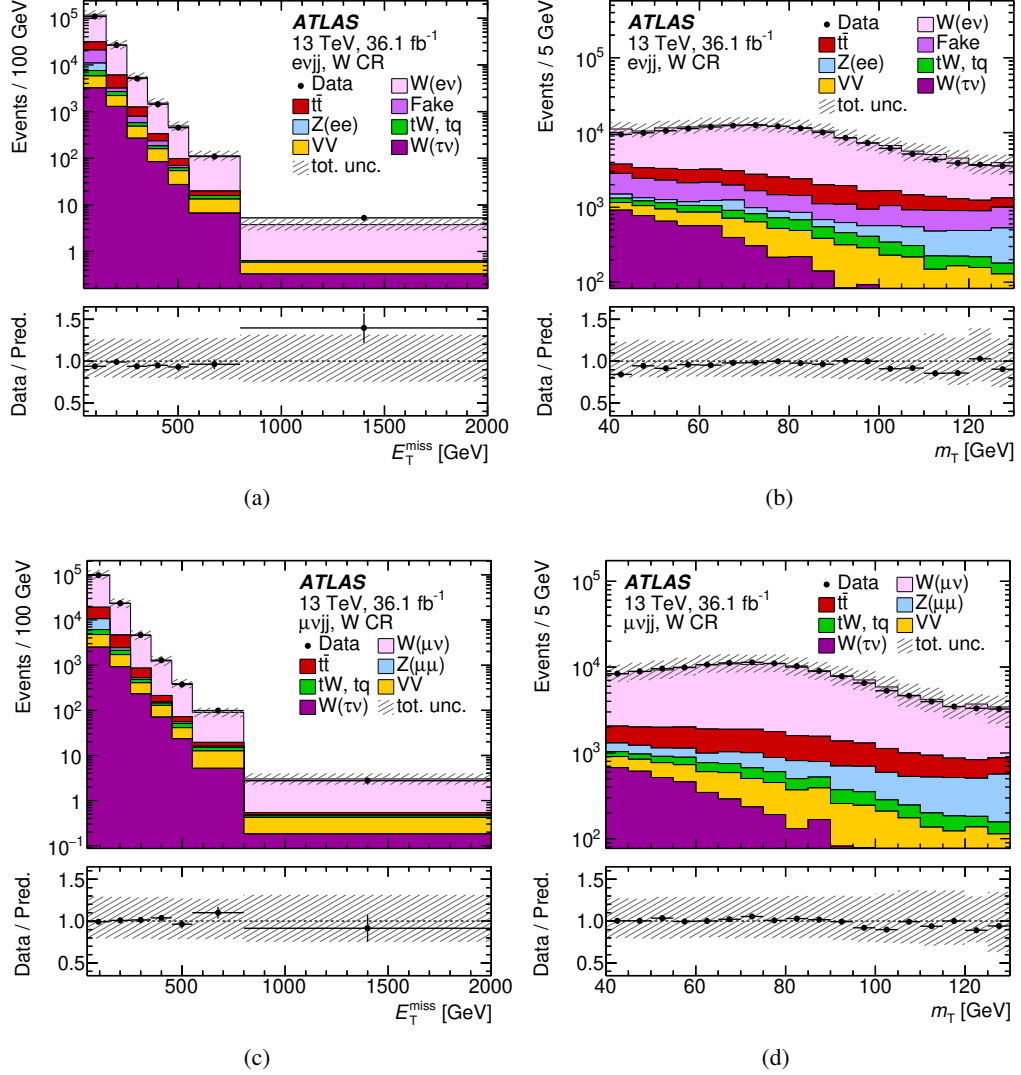 Events / 100 GeV
10⁵
10⁴
10³
10²
10
1
ATLAS
13 TeV, 36.1 fb⁻¹
eνjj, W CR
Data
W(eν)
tt̄
Fake
Z(ee)
tW, tq
VV
W(τν)
tot. unc.
Data / Pred.
1.5
1.0
0.5
500 1000 1500 2000
E_T^miss [GeV]
(a)
Events / 5 GeV
10⁵
10⁴
10³
10²
ATLAS
13 TeV, 36.1 fb⁻¹
eνjj, W CR
Data
W(eν)
tt̄
Fake
Z(ee)
tW, tq
VV
W(τν)
tot. unc.
Data / Pred.
1.5
1.0
0.5
40 60 80 100 120
m_T [GeV]
(b)
Events / 100 GeV
10⁵
10⁴
10³
10²
10
1
10⁻¹
ATLAS
13 TeV, 36.1 fb⁻¹
μνjj, W CR
Data
W(μν)
tt̄
Z(μμ)
tW, tq
VV
W(τν)
tot. unc.
Data / Pred.
1.5
1.0
0.5
500 1000 1500 2000
E_T^miss [GeV]
(c)
Events / 5 GeV
10⁵
10⁴
10³
10²
ATLAS
13 TeV, 36.1 fb⁻¹
μνjj, W CR
Data
W(μν)
tt̄
Z(μμ)
tW, tq
VV
W(τν)
tot. unc.
Data / Pred.
1.5
1.0
0.5
40 60 80 100 120
m_T [GeV]
(d)